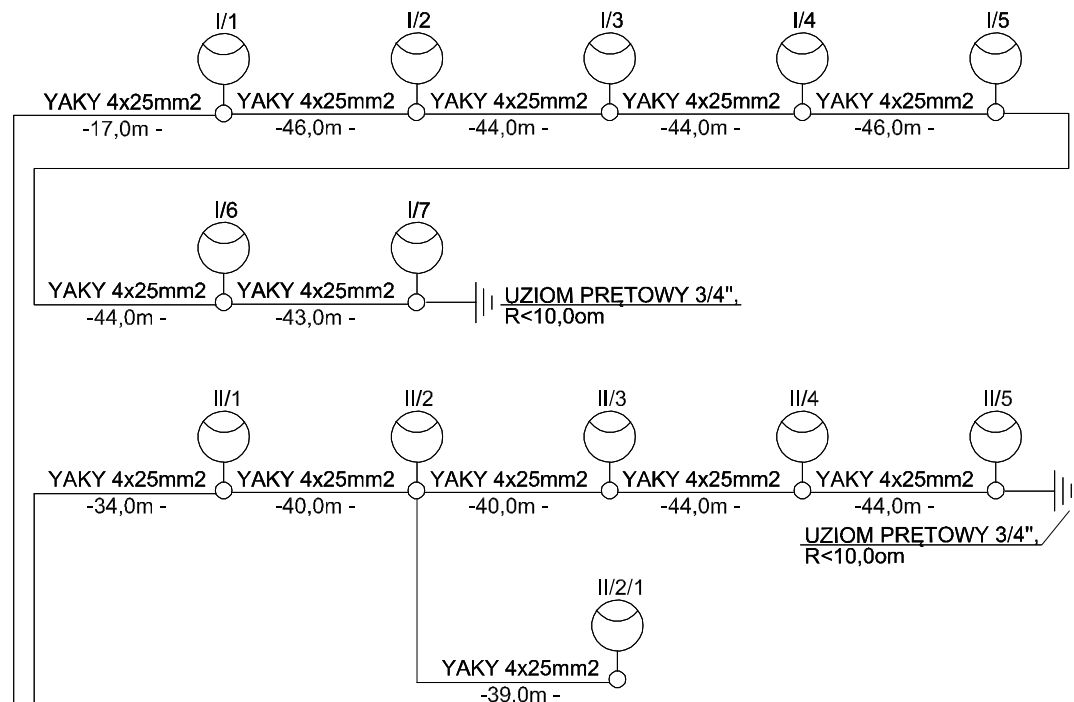 I/1 I/2 I/3 I/4 I/5
YAKY 4x25mm2 YAKY 4x25mm2 YAKY 4x25mm2 YAKY 4x25mm2 YAKY 4x25mm2
-17,0m - -46,0m - -44,0m - -44,0m - -46,0m -
I/6 I/7
YAKY 4x25mm2 YAKY 4x25mm2 UZIOM PRĘTOWY 3/4",
-44,0m - -43,0m - R<10,0om
II/1 II/2 II/3 II/4 II/5
YAKY 4x25mm2 YAKY 4x25mm2 YAKY 4x25mm2 YAKY 4x25mm2 YAKY 4x25mm2
-34,0m - -40,0m - -40,0m - -44,0m - -44,0m -
UZIOM PRĘTOWY 3/4",
R<10,0om
II/2/1
YAKY 4x25mm2
-39,0m -